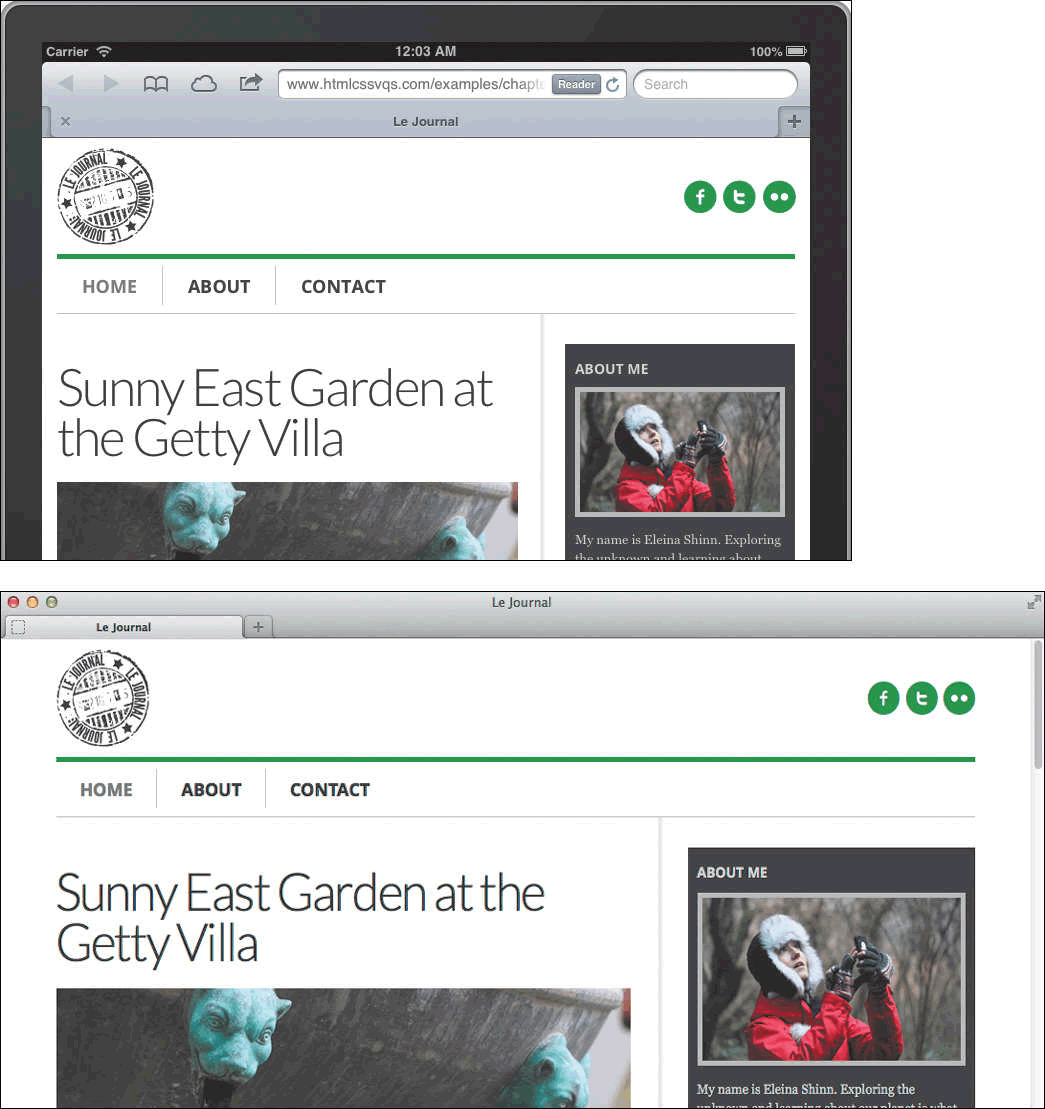 Carrier 12:03 AM 100%
www.htmlcssvqs.com/examples/chapte Reader Search
Le Journal
LE JOURNAL LE JOURNAL LE JOURNAL
HOME ABOUT CONTACT
Sunny East Garden at
the Getty Villa
ABOUT ME
My name is Eleina Shinn. Exploring
the unknown and learning about
Le Journal
Le Journal
LE JOURNAL LE JOURNAL LE JOURNAL
HOME ABOUT CONTACT
Sunny East Garden at the
Getty Villa
ABOUT ME
My name is Eleina Shinn. Exploring the
unknown and learning about our planet is what